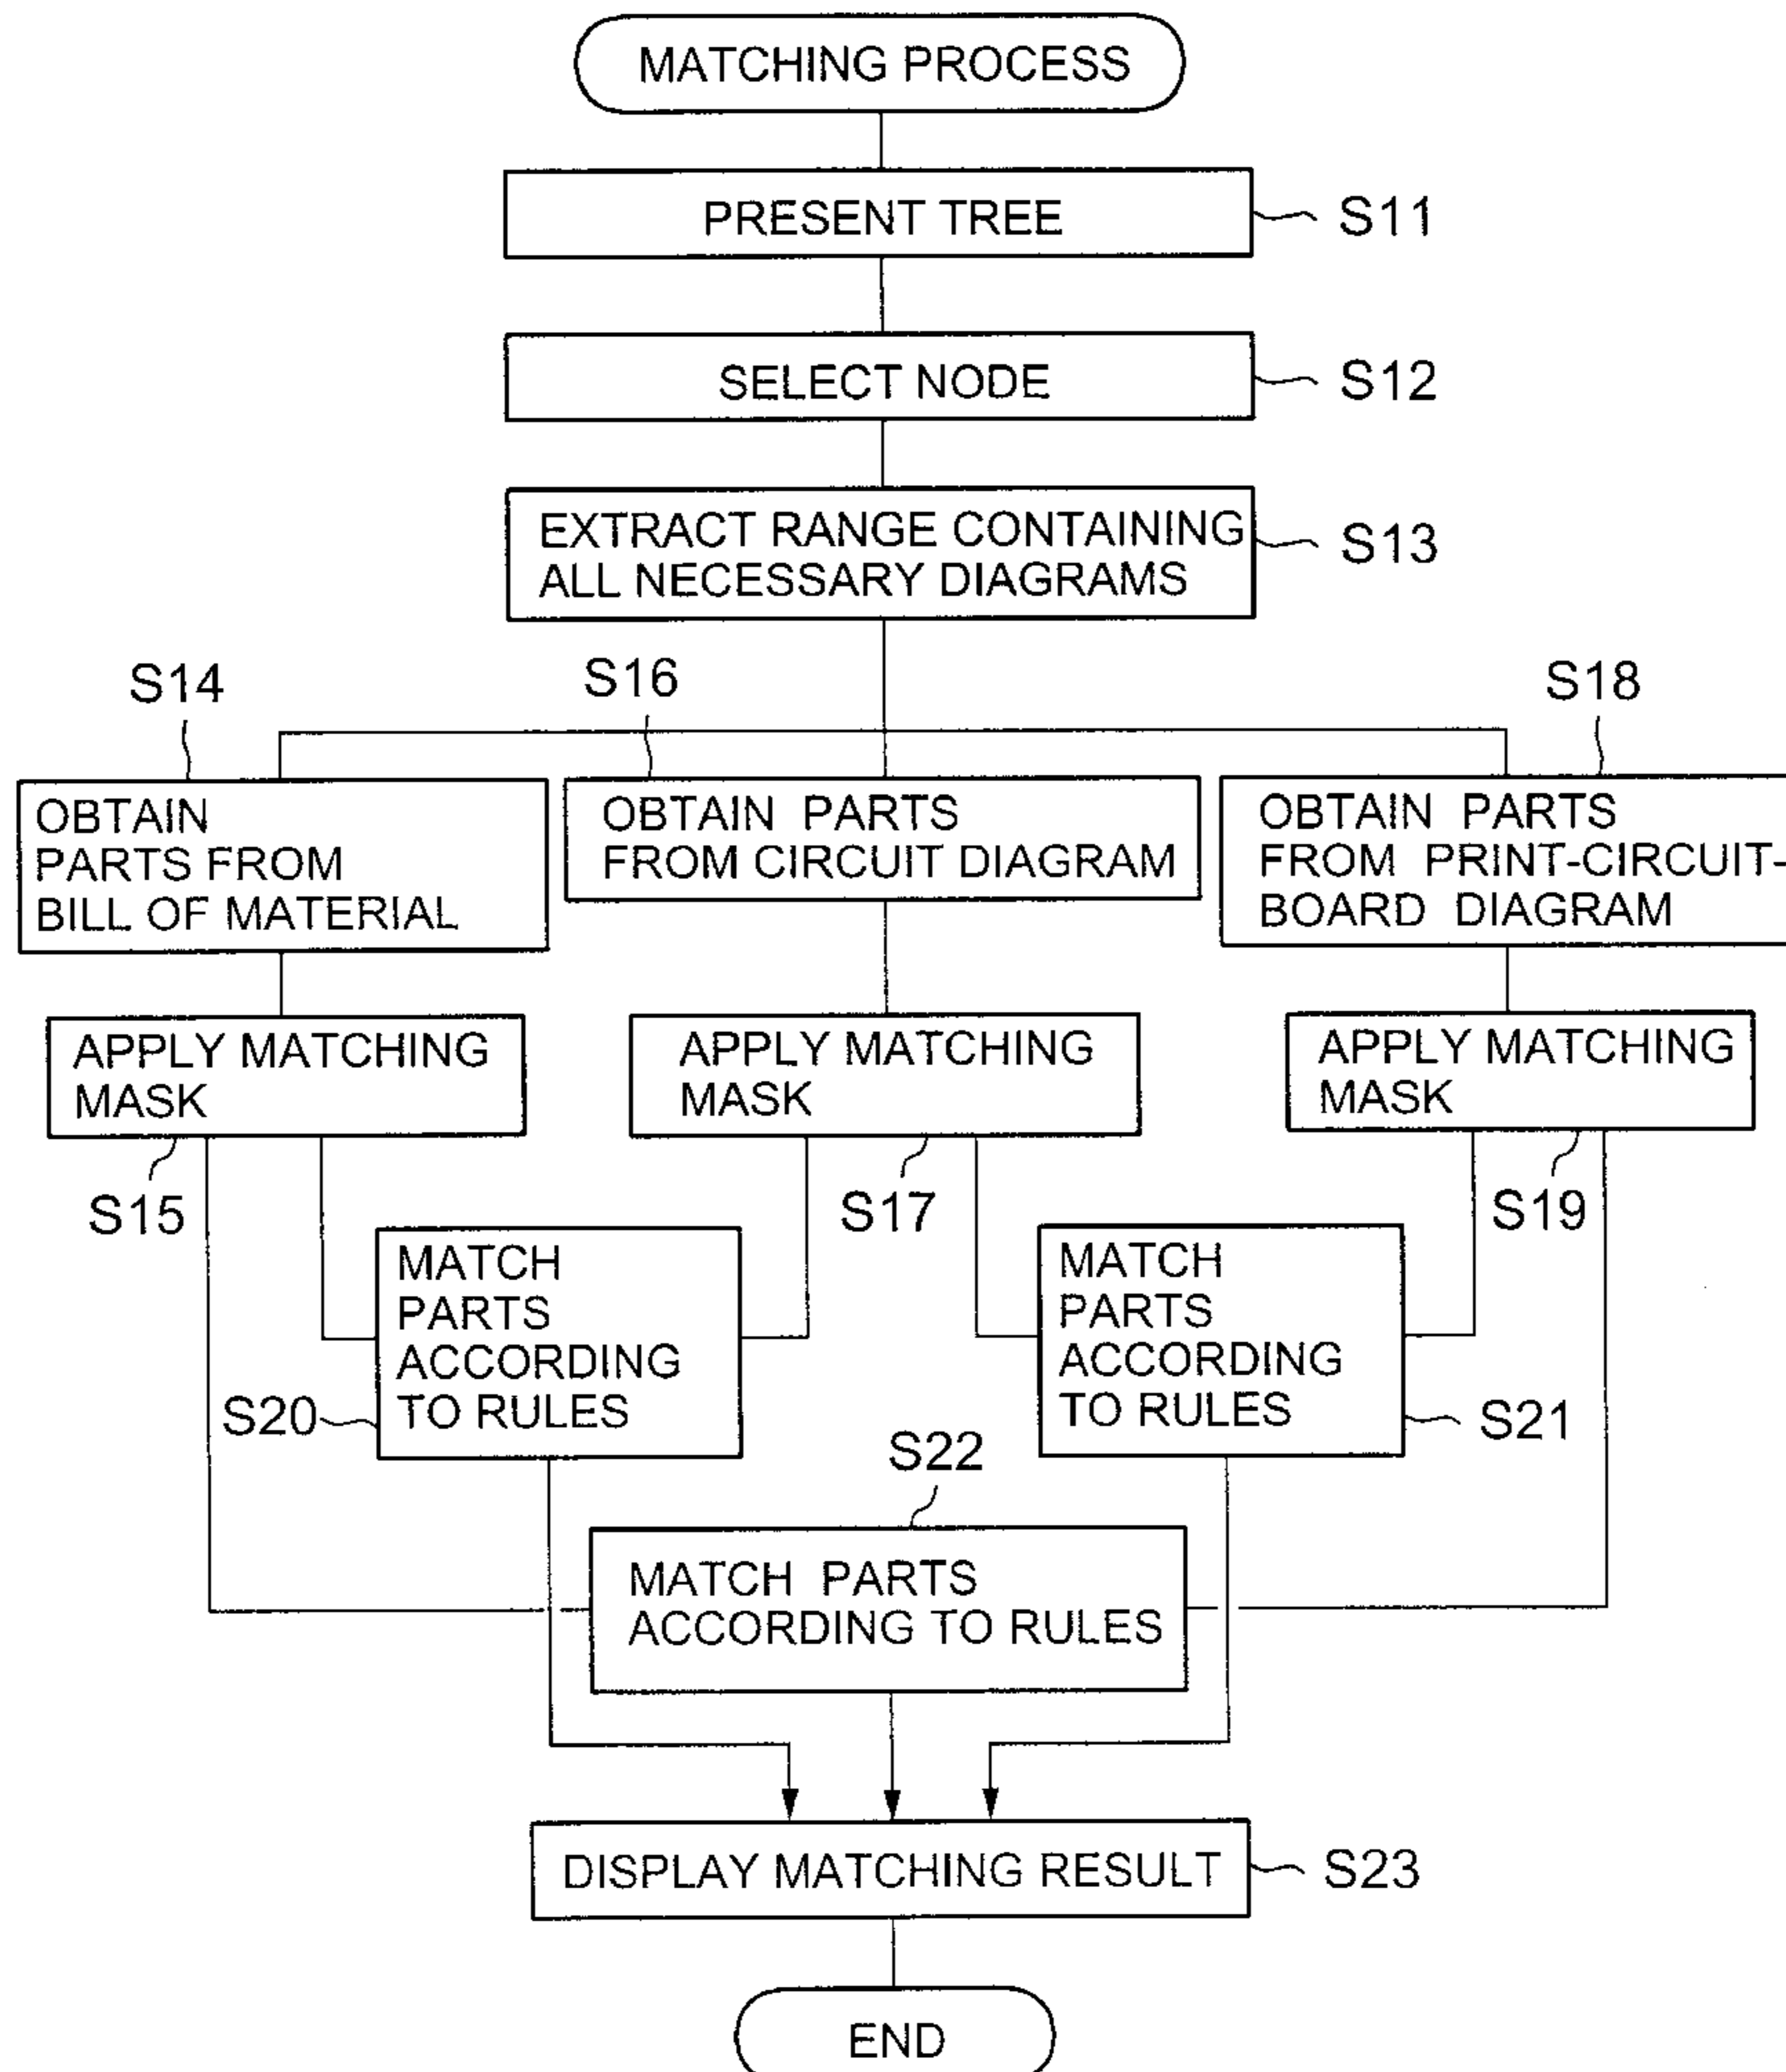 MATCHING PROCESS
PRESENT TREE
S11
SELECT NODE
S12
EXTRACT RANGE CONTAINING
ALL NECESSARY DIAGRAMS
S13
S14
S16
S18
OBTAIN
PARTS FROM
BILL OF MATERIAL
OBTAIN PARTS
FROM CIRCUIT DIAGRAM
OBTAIN PARTS
FROM PRINT-CIRCUIT-
BOARD DIAGRAM
APPLY MATCHING
MASK
APPLY MATCHING
MASK
APPLY MATCHING
MASK
S15
S17
S19
MATCH
PARTS
ACCORDING
TO RULES
S20
MATCH
PARTS
ACCORDING
TO RULES
S21
S22
MATCH PARTS
ACCORDING TO RULES
DISPLAY MATCHING RESULT
S23
END